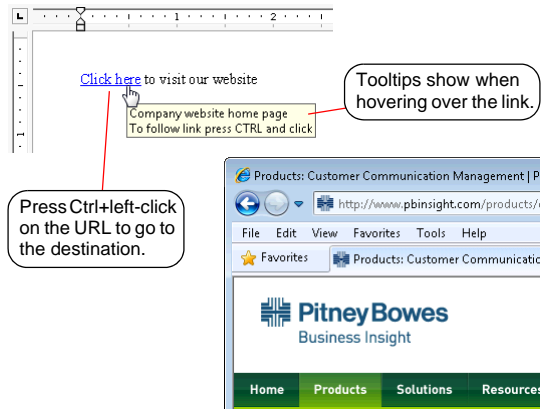 1 2
Click here to visit our website
Tooltips show when
hovering over the link.
Company website home page
To follow link press CTRL and click
1
Press Ctrl+left-click
on the URL to go to
the destination.
Products: Customer Communication Management | P
http://www.pbinsight.com/products/
File Edit View Favorites Tools Help
Favorites Products: Customer Communicatio
Pitney Bowes
Business Insight
Home Products Solutions Resources